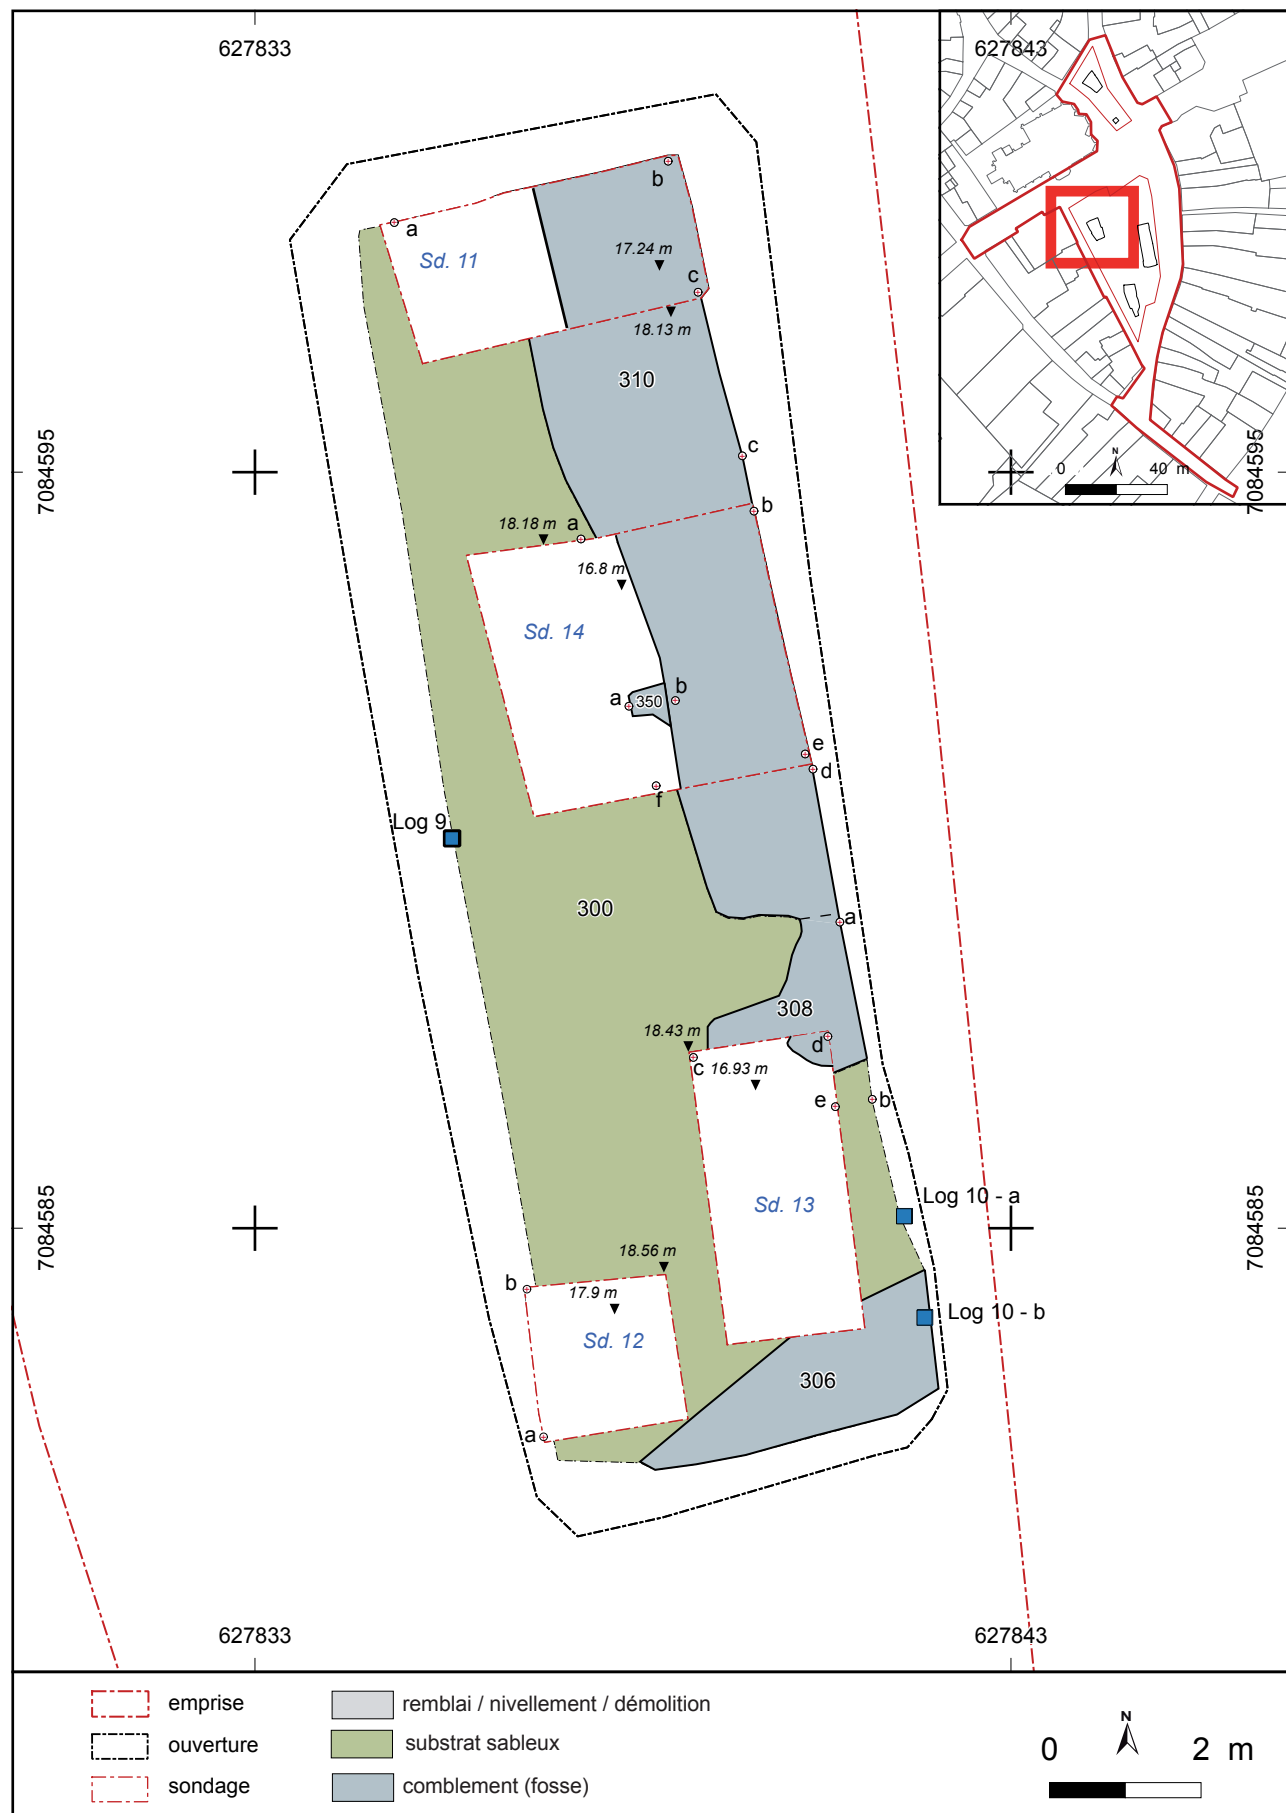 627833
627843
b
a
Sd. 11
17.24 m
c
18.13 m
310
7084595
7084595
0 N 40 m
c
b
18.18 m
a
16.8 m
Sd. 14
a
350
b
e
d
f
Log 9
300
a
308
18.43 m
d
c
16.93 m
e
b
Sd. 13
Log 10 - a
7084585
7084585
18.56 m
b
17.9 m
Log 10 - b
Sd. 12
306
a
627833
627843
emprise
remblai / nivellement / démolition
ouverture
substrat sableux
sondage
comblement (fosse)
N
0 2 m